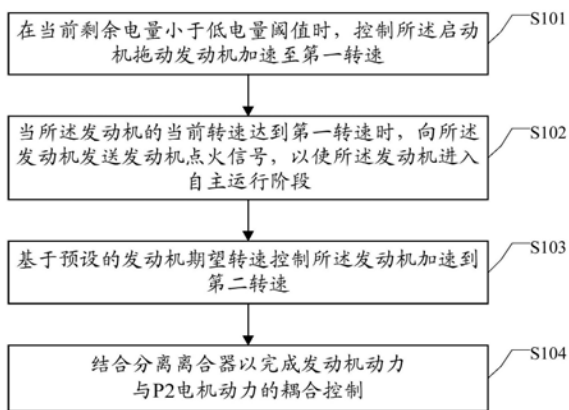 在当前剩余电量小于低电量阈值时，控制所述启动
机拖动发动机加速至第一转速
S101
当所述发动机的当前转速达到第一转速时，向所述
发动机发送发动机点火信号，以使所述发动机进入
自主运行阶段
S102
基于预设的发动机期望转速控制所述发动机加速到
第二转速
S103
结合分离离合器以完成发动机动力
与P2电机动力的耦合控制
S104